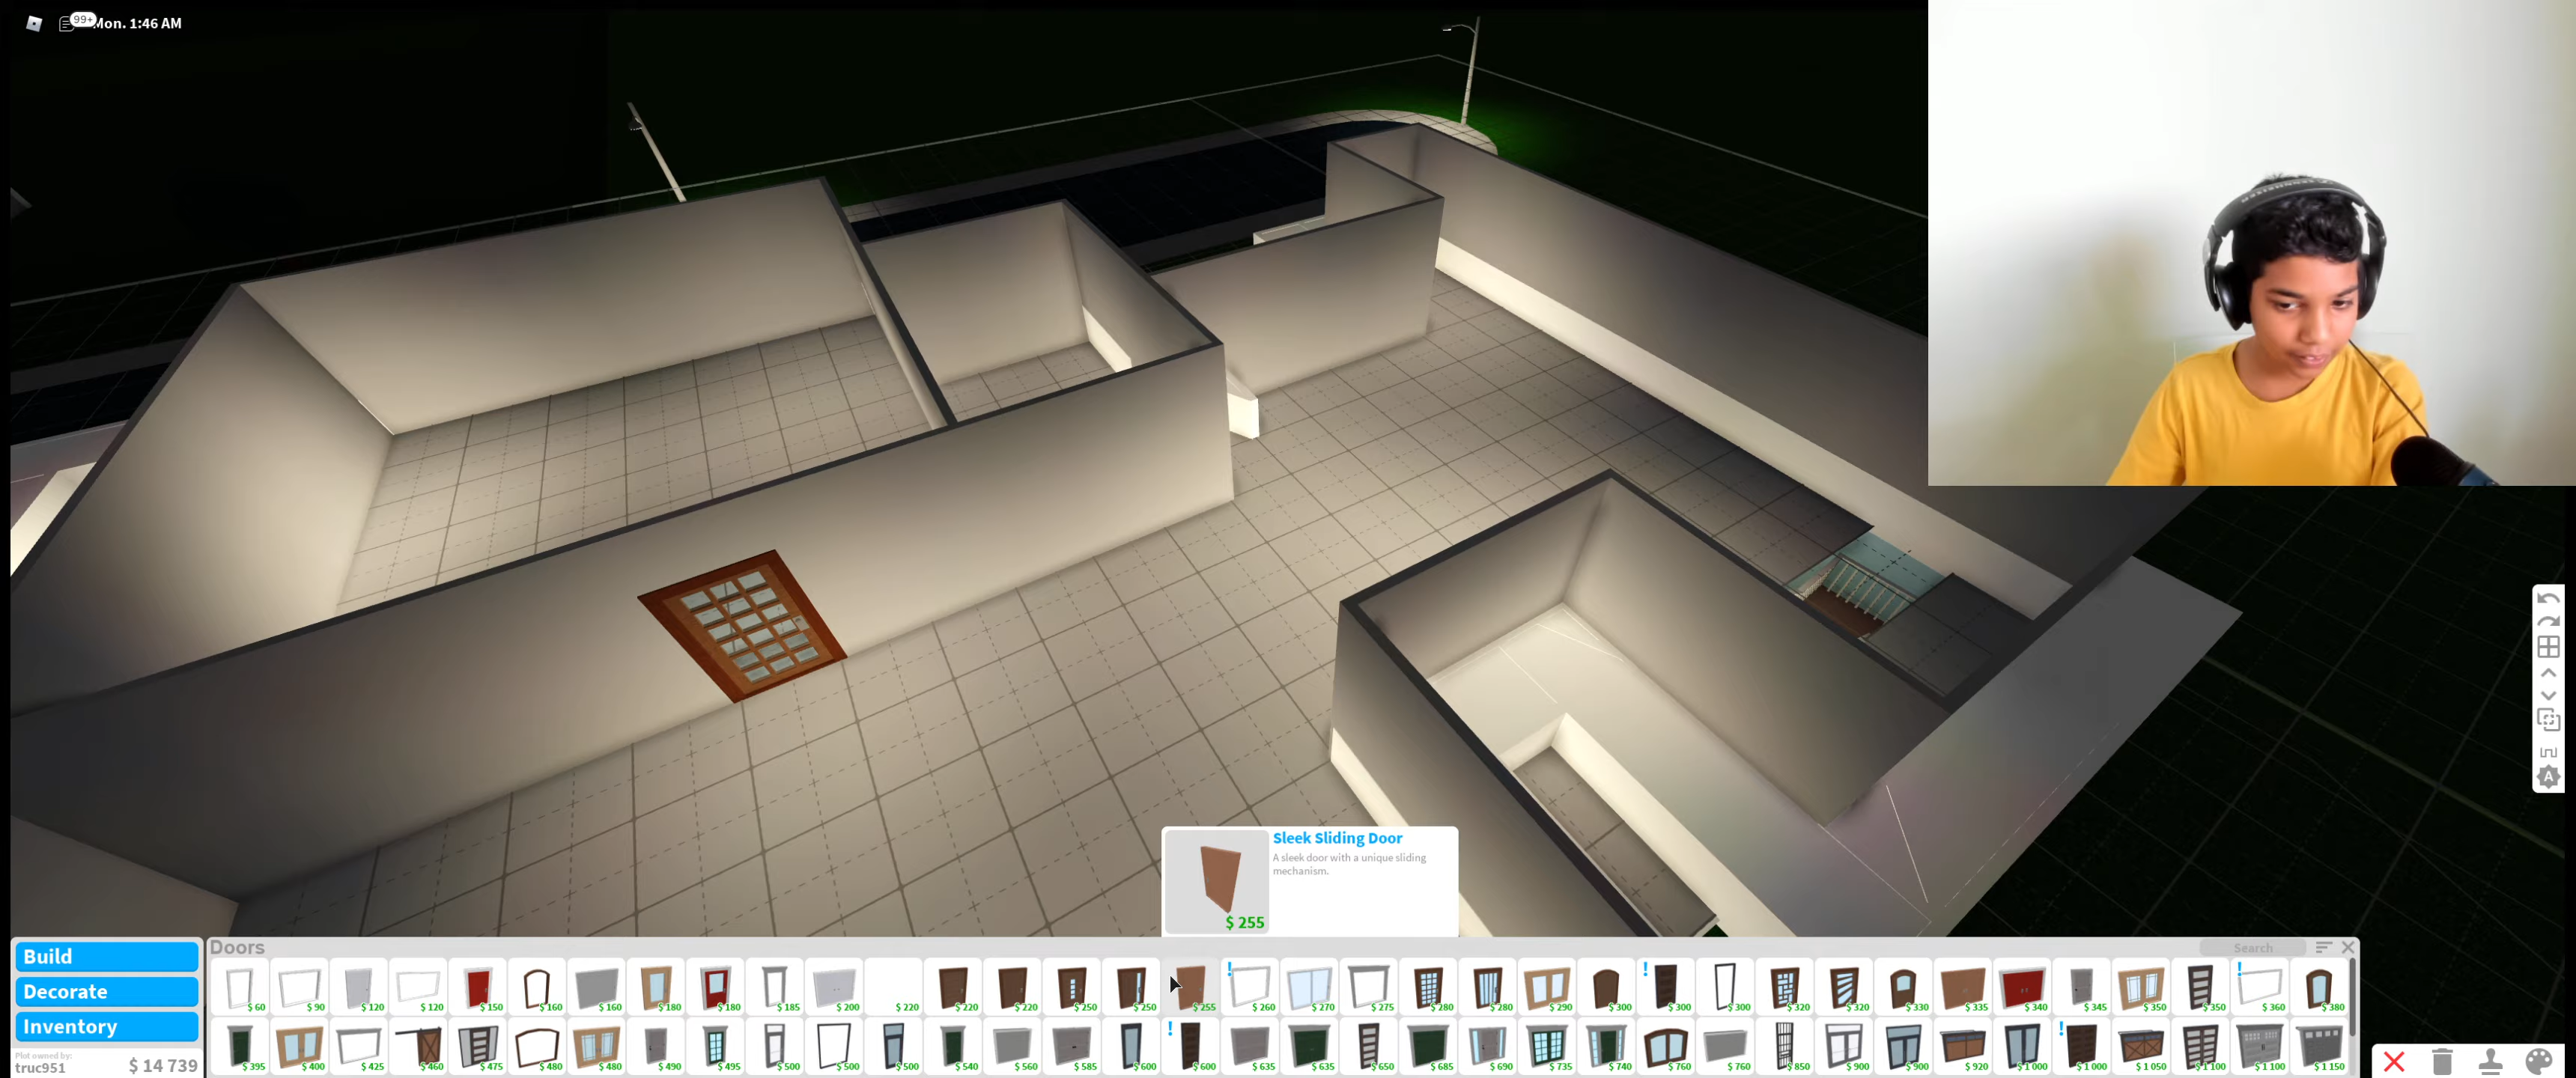 99+
Mon. 1:46 AM
Sleek Sliding Door
A sleek door with a unique sliding
mechanism.
$ 255
Build
Decorate
Inventory
Plot owned by:
truc951
$ 14 739
Doors
Search
$ 60 $ 90 $ 120 $ 120 $ 150 $ 160 $ 160 $ 180 $ 180 $ 185 $ 200 $ 220 $ 220 $ 220 $ 250 $ 250 $ 255 $ 260 $ 270 $ 275 $ 280 $ 280 $ 290 $ 300 $ 300 $ 300 $ 320 $ 320 $ 330 $ 335 $ 340 $ 345 $ 350 $ 350 $ 360 $ 380
$ 395 $ 400 $ 425 $ 460 $ 475 $ 480 $ 480 $ 490 $ 495 $ 500 $ 500 $ 500 $ 540 $ 560 $ 585 $ 600 $ 600 $ 635 $ 635 $ 650 $ 685 $ 690 $ 735 $ 740 $ 760 $ 760 $ 850 $ 900 $ 900 $ 920 $ 1 000 $ 1 000 $ 1 050 $ 1 100 $ 1 100 $ 1 150